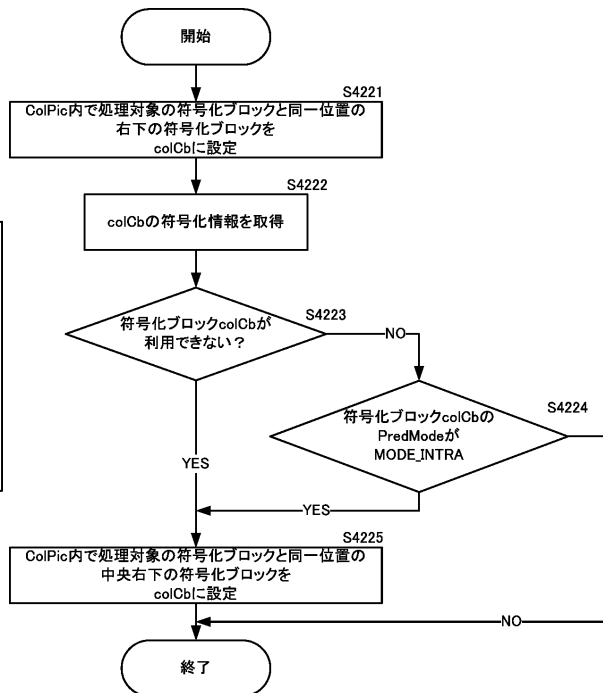 開始
S4221
ColPic内で処理対象の符号化ブロックと同一位置の
右下の符号化ブロックを
colCbに設定
S4222
colCbの符号化情報を取得
S4223
符号化ブロックcolCbが
利用できない？
NO
S4224
符号化ブロックcolCbの
PredModeが
MODE_INTRA
YES
YES
S4225
ColPic内で処理対象の符号化ブロックと同一位置の
中央右下の符号化ブロックを
colCbに設定
NO
終了